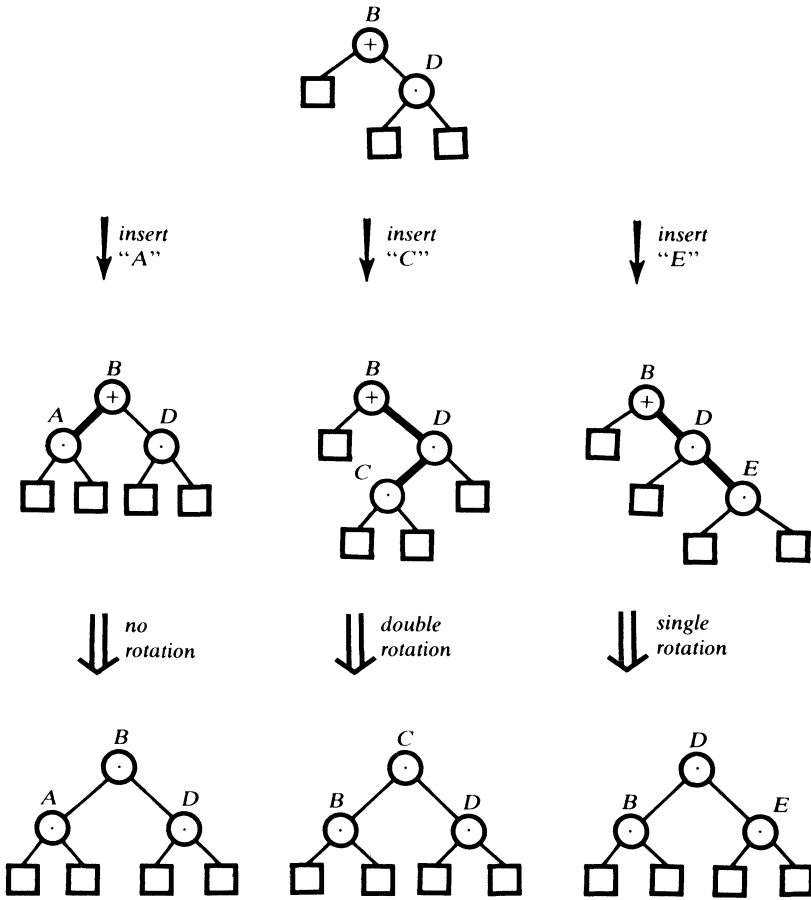 B
+
D
insert
“A”
insert
“C”
insert
“E”
B
+
A
D
B
+
D
C
B
+
D
E
no
rotation
double
rotation
single
rotation
B
A
D
C
B
D
D
B
E